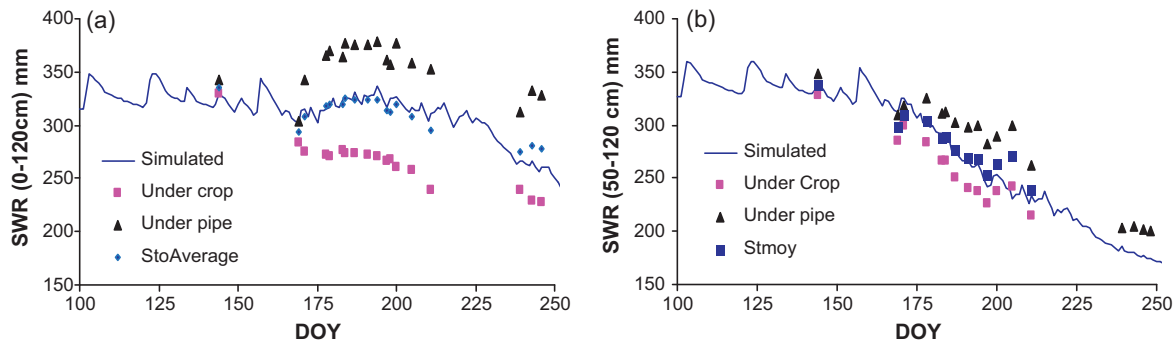 (a)
SWR (0-120cm) mm
400
350
300
250
200
150
Simulated
Under crop
Under pipe
StoAverage
100 125 150 175 200 225 250
DOY
(b)
SWR (50-120 cm) mm
400
350
300
250
200
150
Simulated
Under Crop
Under pipe
Stmoy
100 125 150 175 200 225 250
DOY